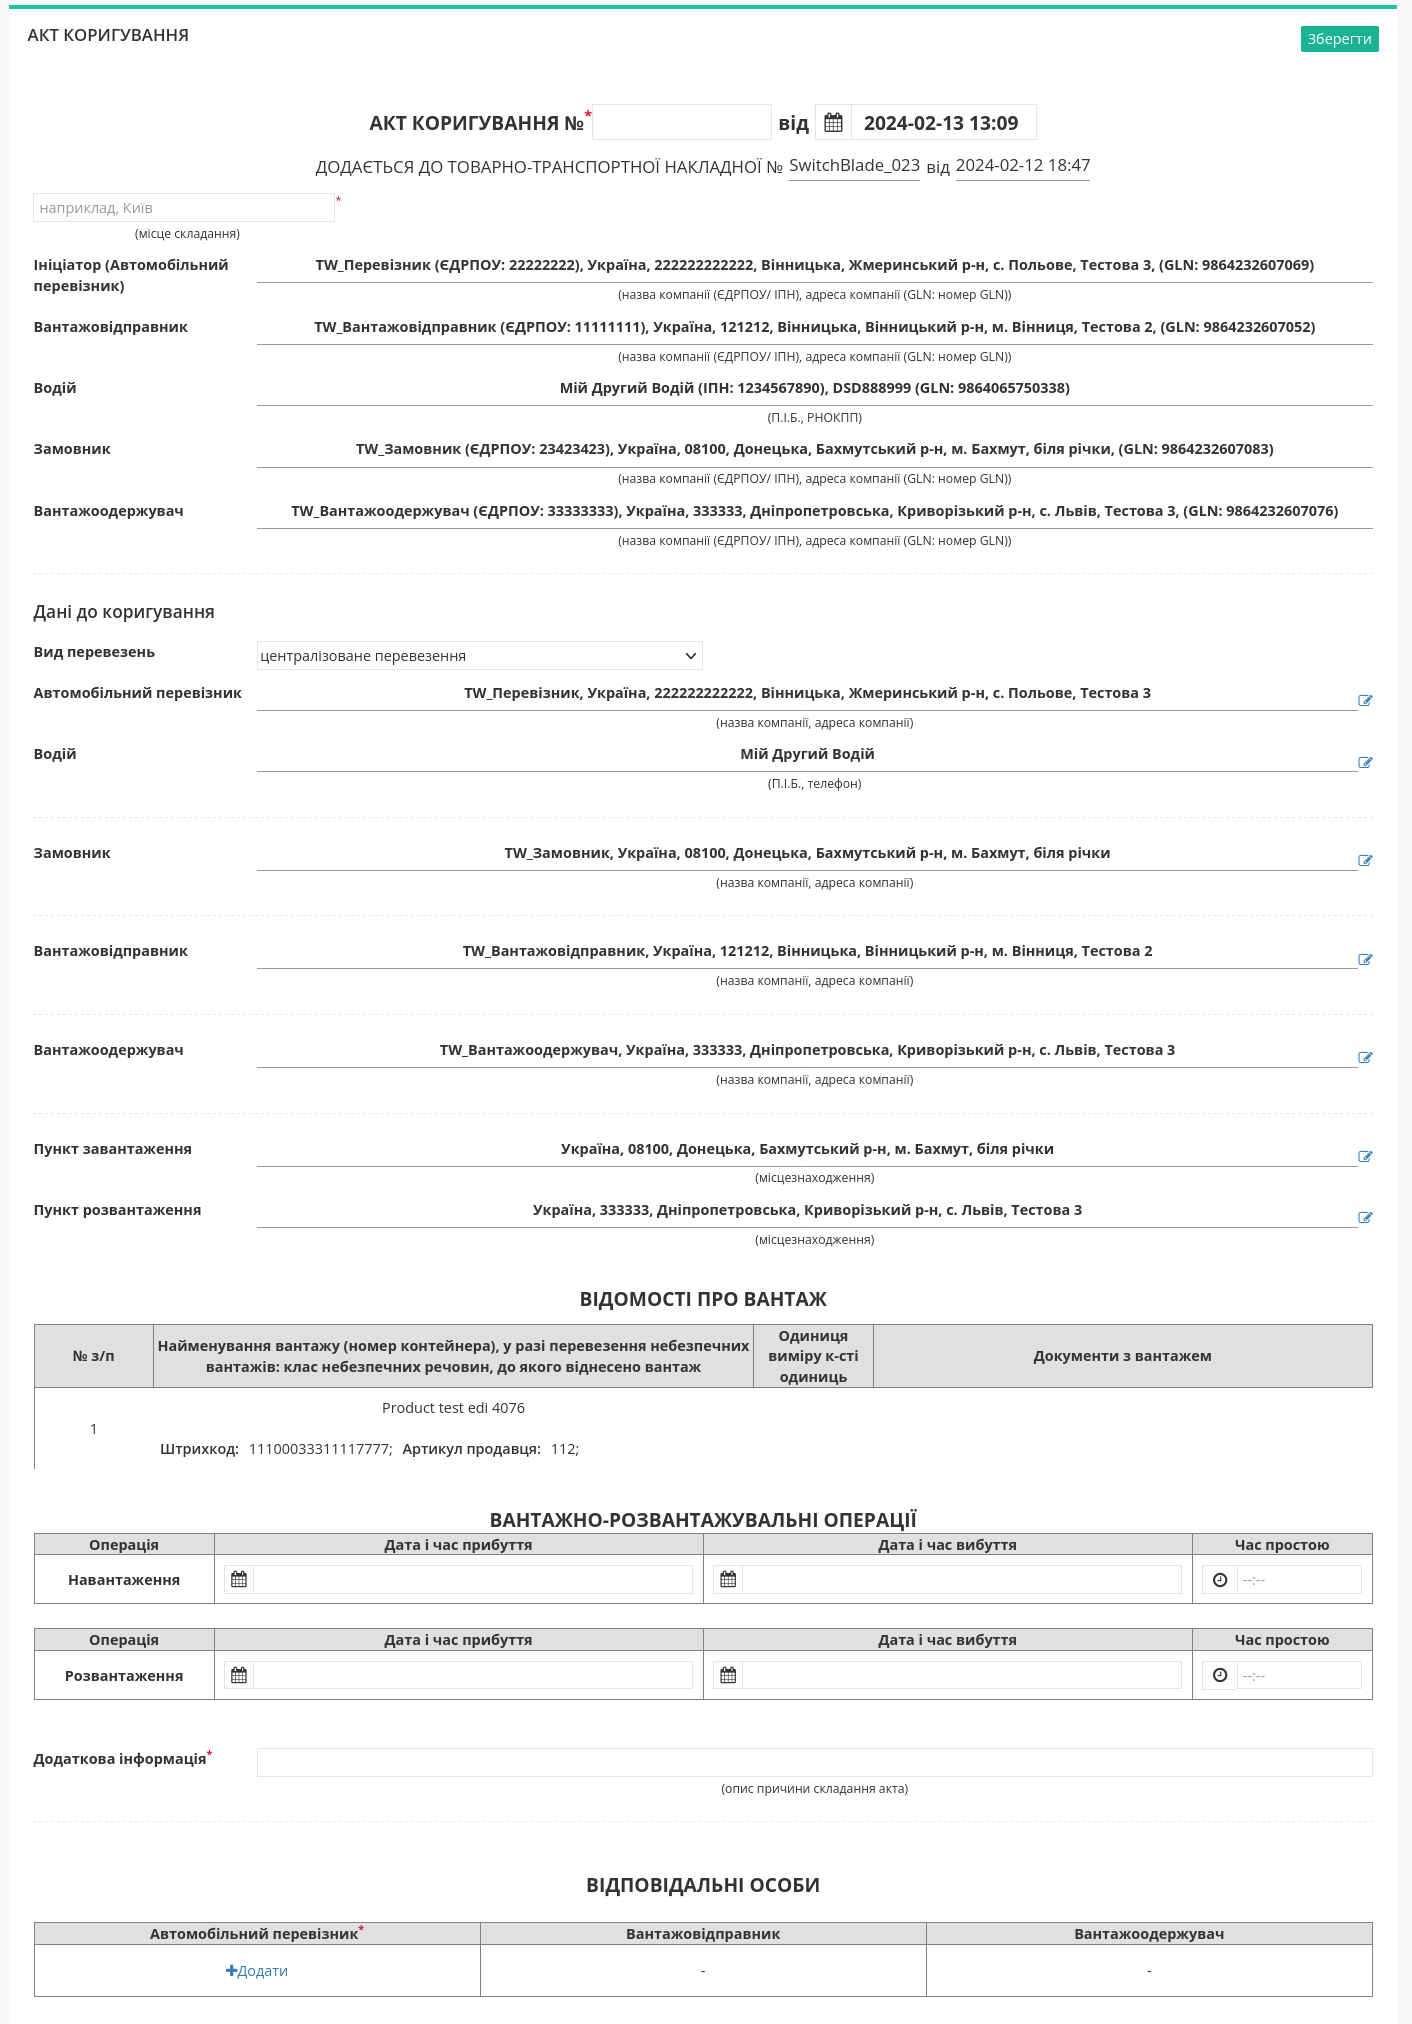 АКТ КОРИГУВАННЯ
Зберегти
АКТ КОРИГУВАННЯ №* від 2024-02-13 13:09
ДОДАЄТЬСЯ ДО ТОВАРНО-ТРАНСПОРТНОЇ НАКЛАДНОЇ № SwitchBlade_023 від 2024-02-12 18:47
наприклад, Київ *
(місце складання)
Ініціатор (Автомобільний перевізник)
TW_Перевізник (ЄДРПОУ: 22222222), Україна, 222222222222, Вінницька, Жмеринський р-н, с. Польове, Тестова 3, (GLN: 9864232607069)
(назва компанії (ЄДРПОУ/ ІПН), адреса компанії (GLN: номер GLN))
Вантажовідправник TW_Вантажовідправник (ЄДРПОУ: 11111111), Україна, 121212, Вінницька, Вінницький р-н, м. Вінниця, Тестова 2, (GLN: 9864232607052)
(назва компанії (ЄДРПОУ/ ІПН), адреса компанії (GLN: номер GLN))
Водій Мій Другий Водій (ІПН: 1234567890), DSD888999 (GLN: 9864065750338)
(П.І.Б., РНОКПП)
Замовник TW_Замовник (ЄДРПОУ: 23423423), Україна, 08100, Донецька, Бахмутський р-н, м. Бахмут, біля річки, (GLN: 9864232607083)
(назва компанії (ЄДРПОУ/ ІПН), адреса компанії (GLN: номер GLN))
Вантажоодержувач TW_Вантажоодержувач (ЄДРПОУ: 33333333), Україна, 333333, Дніпропетровська, Криворізький р-н, с. Львів, Тестова 3, (GLN: 9864232607076)
(назва компанії (ЄДРПОУ/ ІПН), адреса компанії (GLN: номер GLN))
Дані до коригування
Вид перевезень централізоване перевезення
Автомобільний перевізник TW_Перевізник, Україна, 222222222222, Вінницька, Жмеринський р-н, с. Польове, Тестова 3
(назва компанії, адреса компанії)
Водій Мій Другий Водій
(П.І.Б., телефон)
Замовник TW_Замовник, Україна, 08100, Донецька, Бахмутський р-н, м. Бахмут, біля річки
(назва компанії, адреса компанії)
Вантажовідправник TW_Вантажовідправник, Україна, 121212, Вінницька, Вінницький р-н, м. Вінниця, Тестова 2
(назва компанії, адреса компанії)
Вантажоодержувач TW_Вантажоодержувач, Україна, 333333, Дніпропетровська, Криворізький р-н, с. Львів, Тестова 3
(назва компанії, адреса компанії)
Пункт завантаження Україна, 08100, Донецька, Бахмутський р-н, м. Бахмут, біля річки
(місцезнаходження)
Пункт розвантаження Україна, 333333, Дніпропетровська, Криворізький р-н, с. Львів, Тестова 3
(місцезнаходження)
ВІДОМОСТІ ПРО ВАНТАЖ
№ з/п
Найменування вантажу (номер контейнера), у разі перевезення небезпечних
вантажів: клас небезпечних речовин, до якого віднесено вантаж
Одиниця
виміру к-сті
одиниць
Документи з вантажем
1
Product test edi 4076
Штрихкод: 11100033311117777; Артикул продавця: 112;
ВАНТАЖНО-РОЗВАНТАЖУВАЛЬНІ ОПЕРАЦІЇ
Операція Дата і час прибуття Дата і час вибуття Час простою
Навантаження --:--
Операція Дата і час прибуття Дата і час вибуття Час простою
Розвантаження --:--
Додаткова інформація*
(опис причини складання акта)
ВІДПОВІДАЛЬНІ ОСОБИ
Автомобільний перевізник* Вантажовідправник Вантажоодержувач
Додати - -